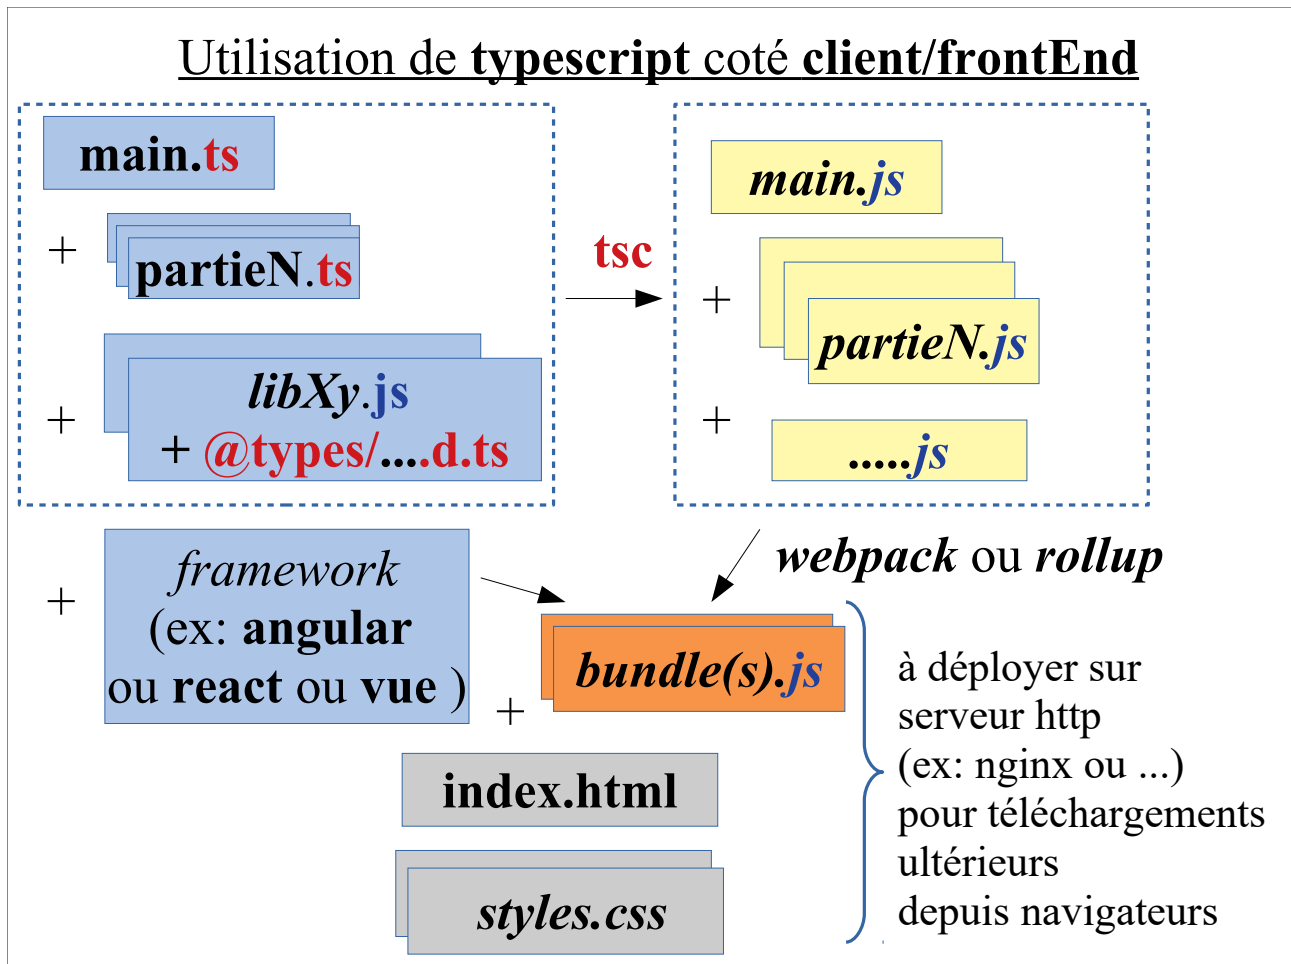 Utilisation de typescript coté client/frontEnd
main.ts
+
partieN.ts
+
libXy.js
+ @types/....d.ts
tsc
main.js
+
partieN.js
+
.....js
+
framework
(ex: angular
ou react ou vue )
webpack ou rollup
bundle(s).js
+
index.html
styles.css
à déployer sur
serveur http
(ex: nginx ou ...)
pour téléchargements
ultérieurs
depuis navigateurs